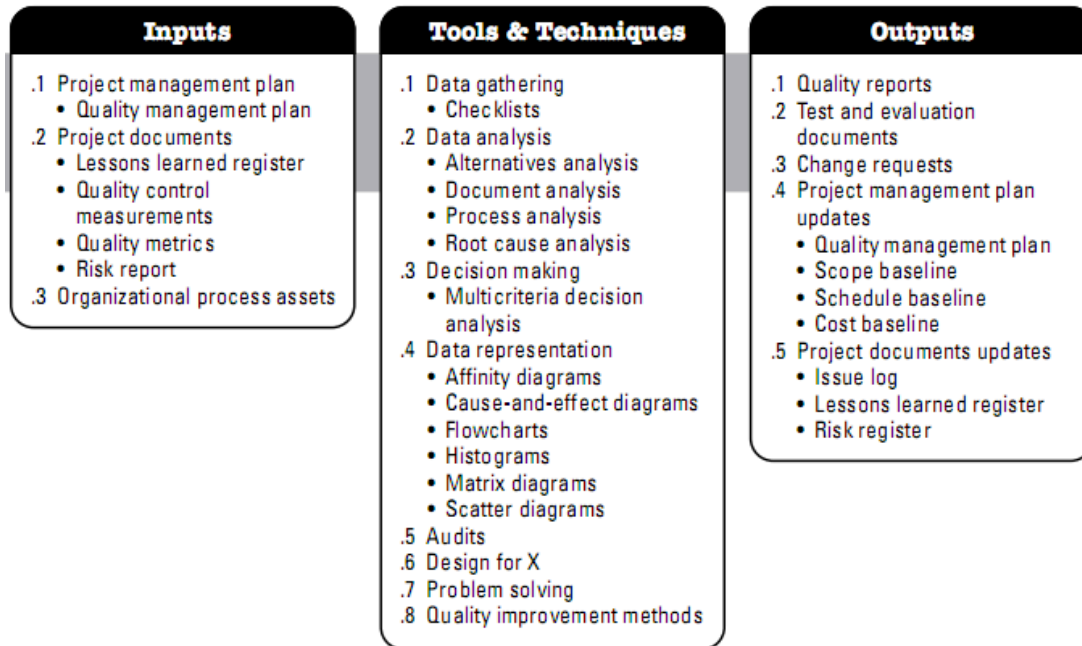 Inputs
.1 Project management plan
• Quality management plan
.2 Project documents
• Lessons learned register
• Quality control
measurements
• Quality metrics
• Risk report
.3 Organizational process assets
Tools & Techniques
.1 Data gathering
• Checklists
.2 Data analysis
• Alternatives analysis
• Document analysis
• Process analysis
• Root cause analysis
.3 Decision making
• Multicriteria decision
analysis
.4 Data representation
• Affinity diagrams
• Cause-and-effect diagrams
• Flowcharts
• Histograms
• Matrix diagrams
• Scatter diagrams
.5 Audits
.6 Design for X
.7 Problem solving
.8 Quality improvement methods
Outputs
.1 Quality reports
.2 Test and evaluation
documents
.3 Change requests
.4 Project management plan
updates
• Quality management plan
• Scope baseline
• Schedule baseline
• Cost baseline
.5 Project documents updates
• Issue log
• Lessons learned register
• Risk register